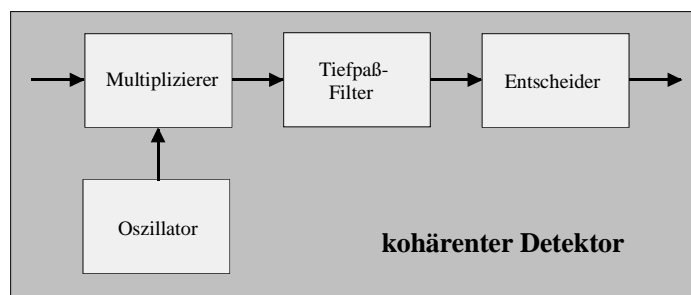 Multiplizierer
Tiefpaß-
Filter
Entscheider
Oszillator
kohärenter Detektor